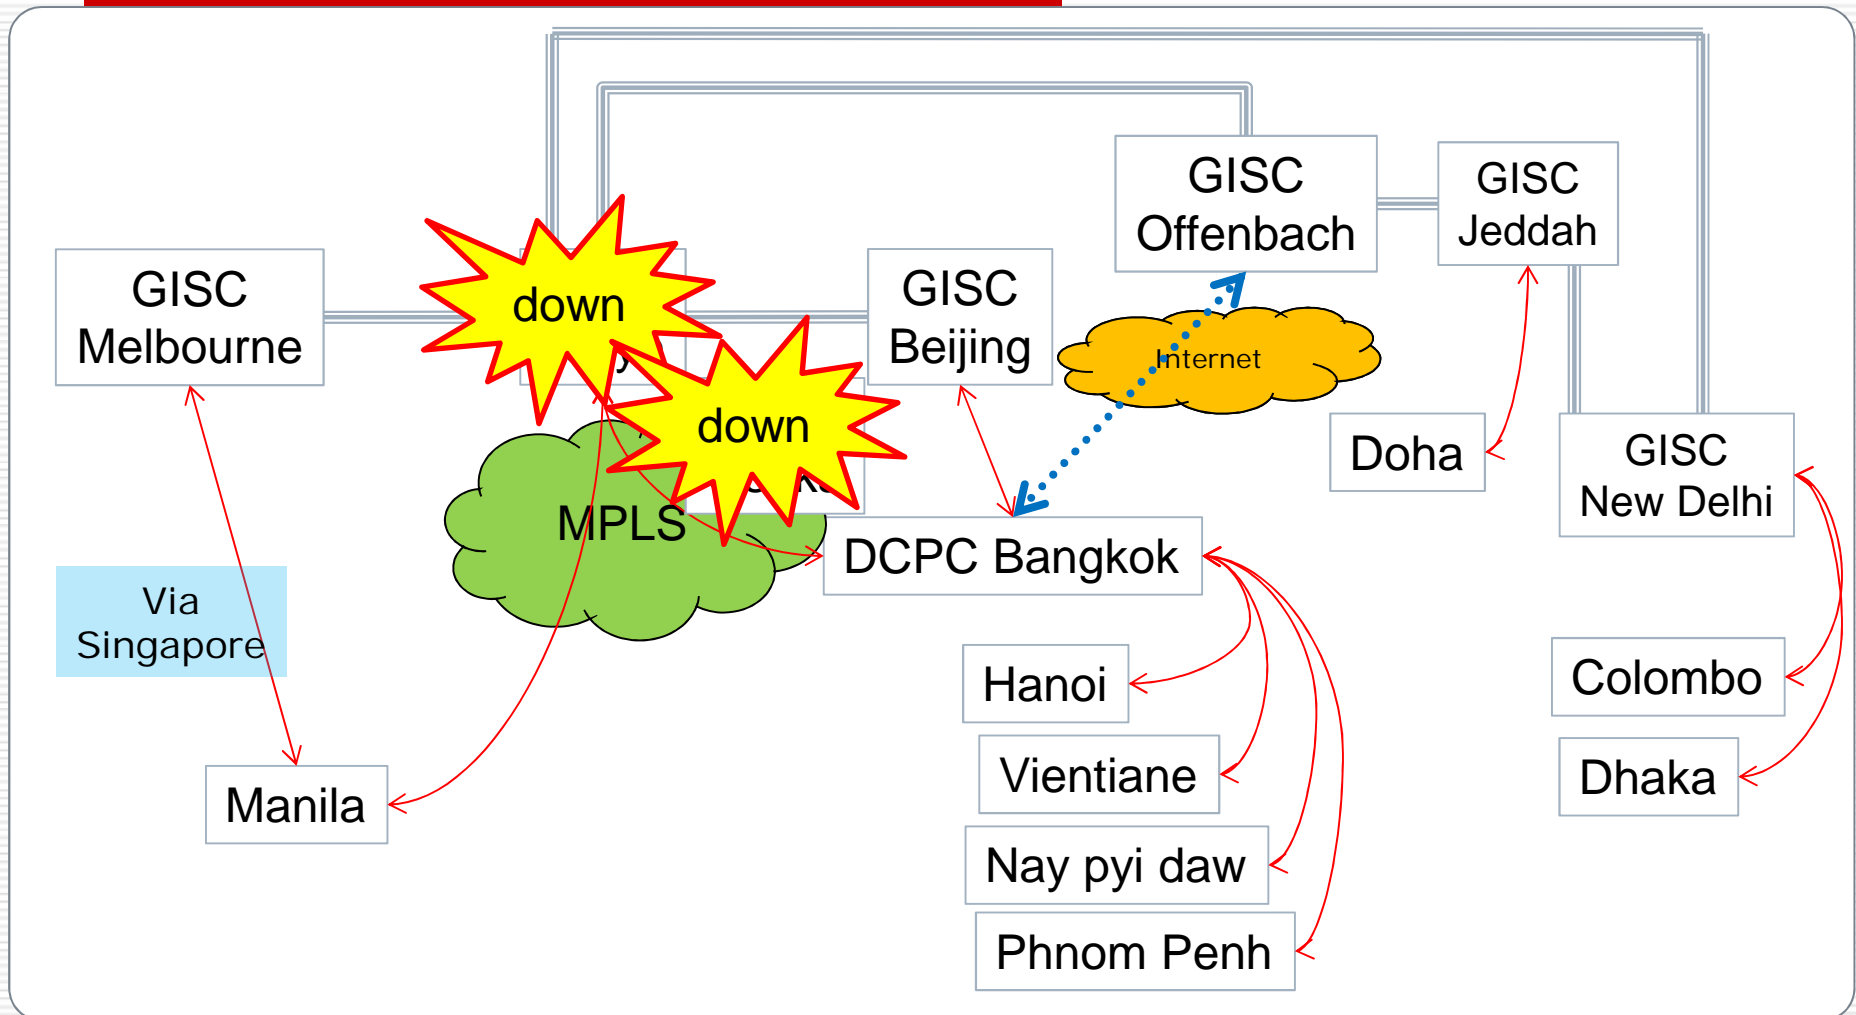 GISC
Offenbach
GISC
Jeddah
GISC
Melbourne
down
GISC
Beijing
Internet
down
Doha
GISC
New Delhi
MPLS
DCPC Bangkok
Via
Singapore
Hanoi
Colombo
Vientiane
Dhaka
Manila
Nay pyi daw
Phnom Penh